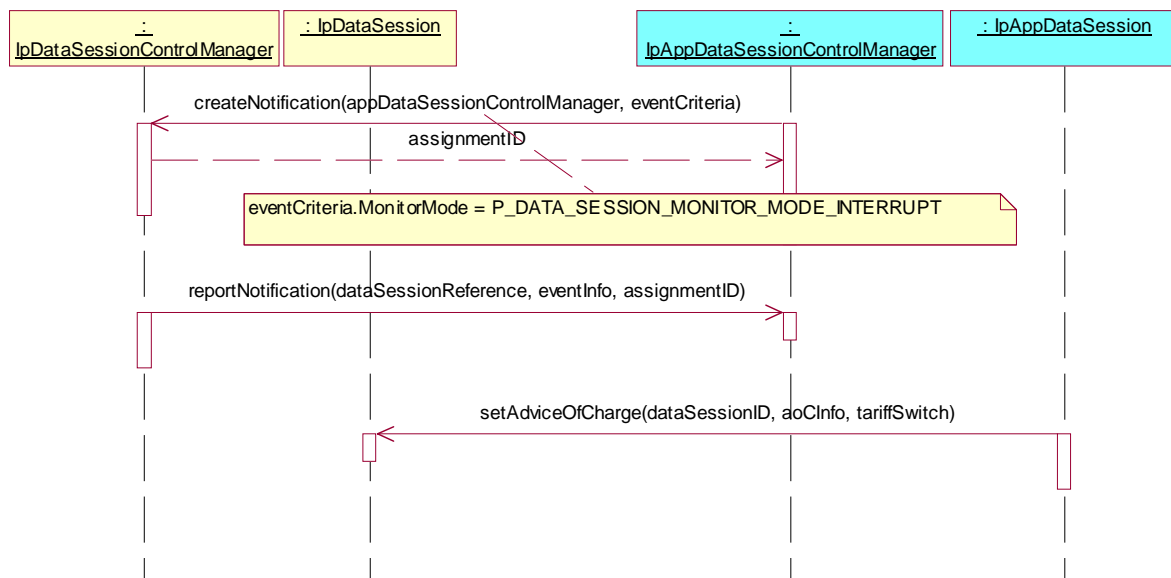 :
IpDataSessionControlManager
: IpDataSession
:
IpAppDataSessionControlManager
: IpAppDataSession
createNotification(appDataSessionControlManager, eventCriteria)
assignmentID
eventCriteria.MonitorMode = P_DATA_SESSION_MONITOR_MODE_INTERRUPT
reportNotification(dataSessionReference, eventInfo, assignmentID)
setAdviceOfCharge(dataSessionID, aoCInfo, tariffSwitch)